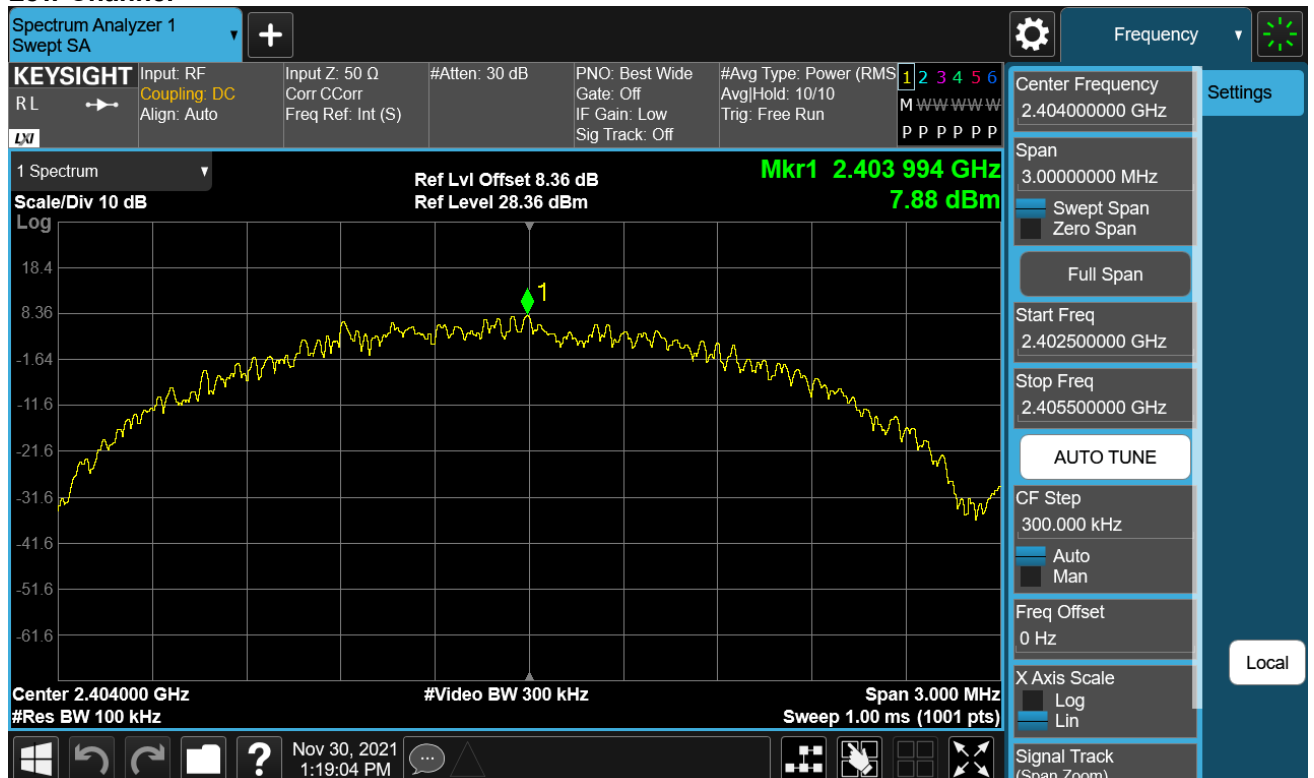 Spectrum Analyzer 1
Swept SA
Frequency
KEYSIGHT
R L
LXI
Input: RF
Coupling: DC
Align: Auto
Input Z: 50 Ω
Corr CCorr
Freq Ref: Int (S)
#Atten: 30 dB
PNO: Best Wide
Gate: Off
IF Gain: Low
Sig Track: Off
#Avg Type: Power (RMS
Avg|Hold: 10/10
Trig: Free Run
1 2 3 4 5 6
M W W W W W
P P P P P P
Center Frequency
2.404000000 GHz
Settings
Span
3.00000000 MHz
Swept Span
Zero Span
Full Span
Start Freq
2.402500000 GHz
Stop Freq
2.405500000 GHz
AUTO TUNE
CF Step
300.000 kHz
Auto
Man
Freq Offset
0 Hz
X Axis Scale
Log
Lin
Signal Track
(Span Zoom)
Local
1 Spectrum
Scale/Div 10 dB
Log
Ref Lvl Offset 8.36 dB
Ref Level 28.36 dBm
Mkr1 2.403 994 GHz
7.88 dBm
1
18.4
8.36
-1.64
-11.6
-21.6
-31.6
-41.6
-51.6
-61.6
Center 2.404000 GHz
#Res BW 100 kHz
#Video BW 300 kHz
Span 3.000 MHz
Sweep 1.00 ms (1001 pts)
Nov 30, 2021
1:19:04 PM